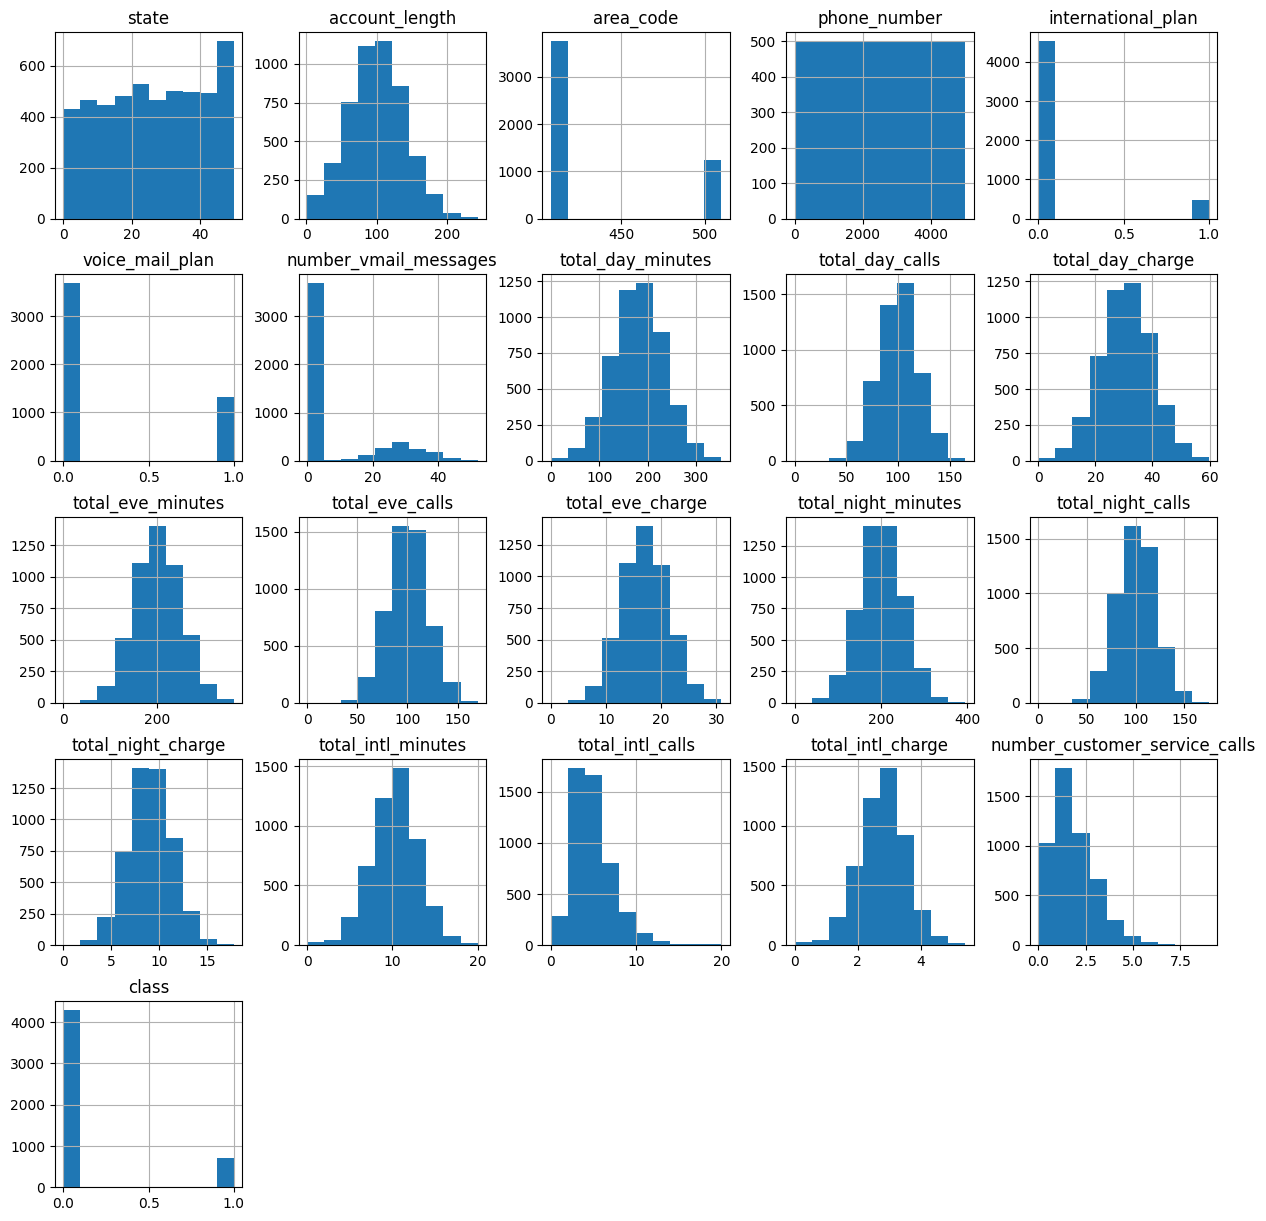 state account_length area_code phone_number international_plan
600 400 200 0
0 20 40
1000 750 500 250 0
0 100 200
3000 2000 1000 0
450 500
500 400 300 200 100 0
0 2000 4000
4000 3000 2000 1000 0
0.0 0.5 1.0
voice_mail_plan number_vmail_messages total_day_minutes total_day_calls total_day_charge
3000 2000 1000 0
0.0 0.5 1.0
3000 2000 1000 0
0 20 40
1250 1000 750 500 250 0
0 100 200 300
1500 1000 500 0
0 50 100 150
1250 1000 750 500 250 0
0 20 40 60
total_eve_minutes total_eve_calls total_eve_charge total_night_minutes total_night_calls
1250 1000 750 500 250 0
0 200
1500 1000 500 0
0 50 100 150
1250 1000 750 500 250 0
0 10 20 30
1250 1000 750 500 250 0
0 200 400
1500 1000 500 0
0 50 100 150
total_night_charge total_intl_minutes total_intl_calls total_intl_charge number_customer_service_calls
1250 1000 750 500 250 0
0 5 10 15
1500 1000 500 0
0 10 20
1500 1000 500 0
0 10 20
1500 1000 500 0
0 2 4
1500 1000 500 0
0.0 2.5 5.0 7.5
class
4000 3000 2000 1000 0
0.0 0.5 1.0